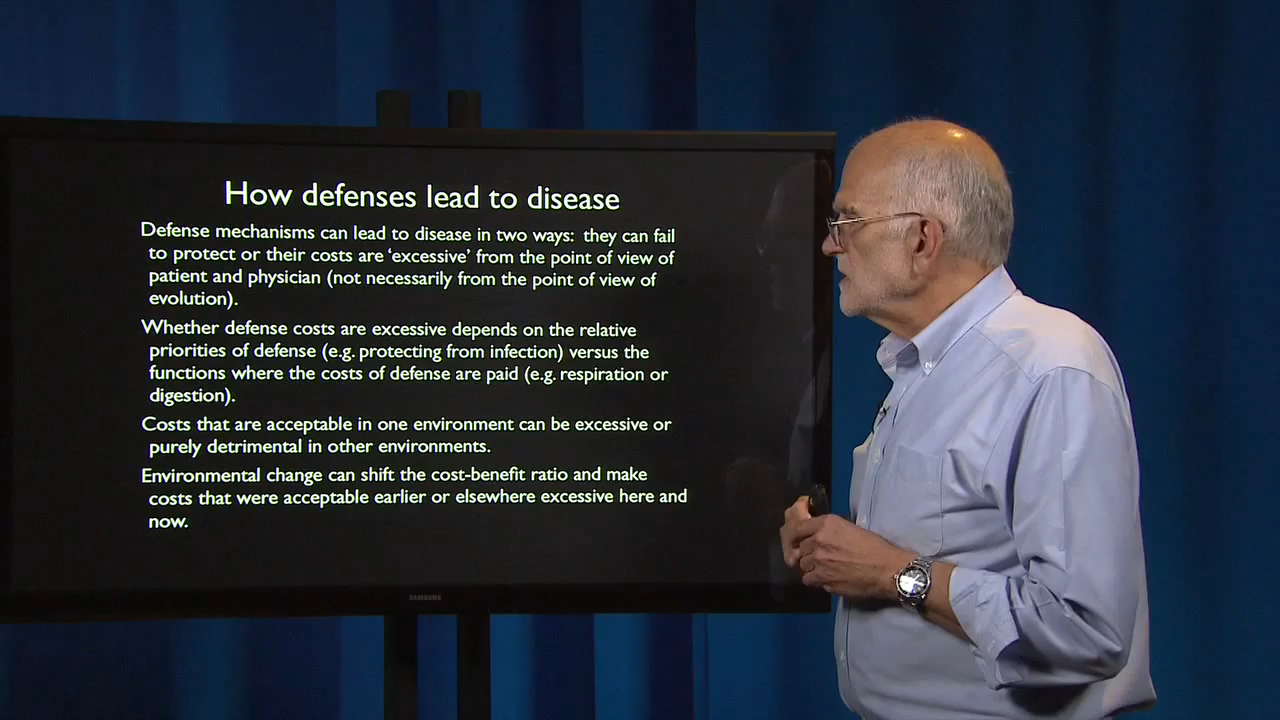 How defenses lead to disease
Defense mechanisms can lead to disease in two ways: they can fail
to protect or their costs are ‘excessive’ from the point of view of
patient and physician (not necessarily from the point of view of
evolution).
Whether defense costs are excessive depends on the relative
priorities of defense (e.g. protecting from infection) versus the
functions where the costs of defense are paid (e.g. respiration or
digestion).
Costs that are acceptable in one environment can be excessive or
purely detrimental in other environments.
Environmental change can shift the cost-benefit ratio and make
costs that were acceptable earlier or elsewhere excessive here and
now.
SAMSUNG